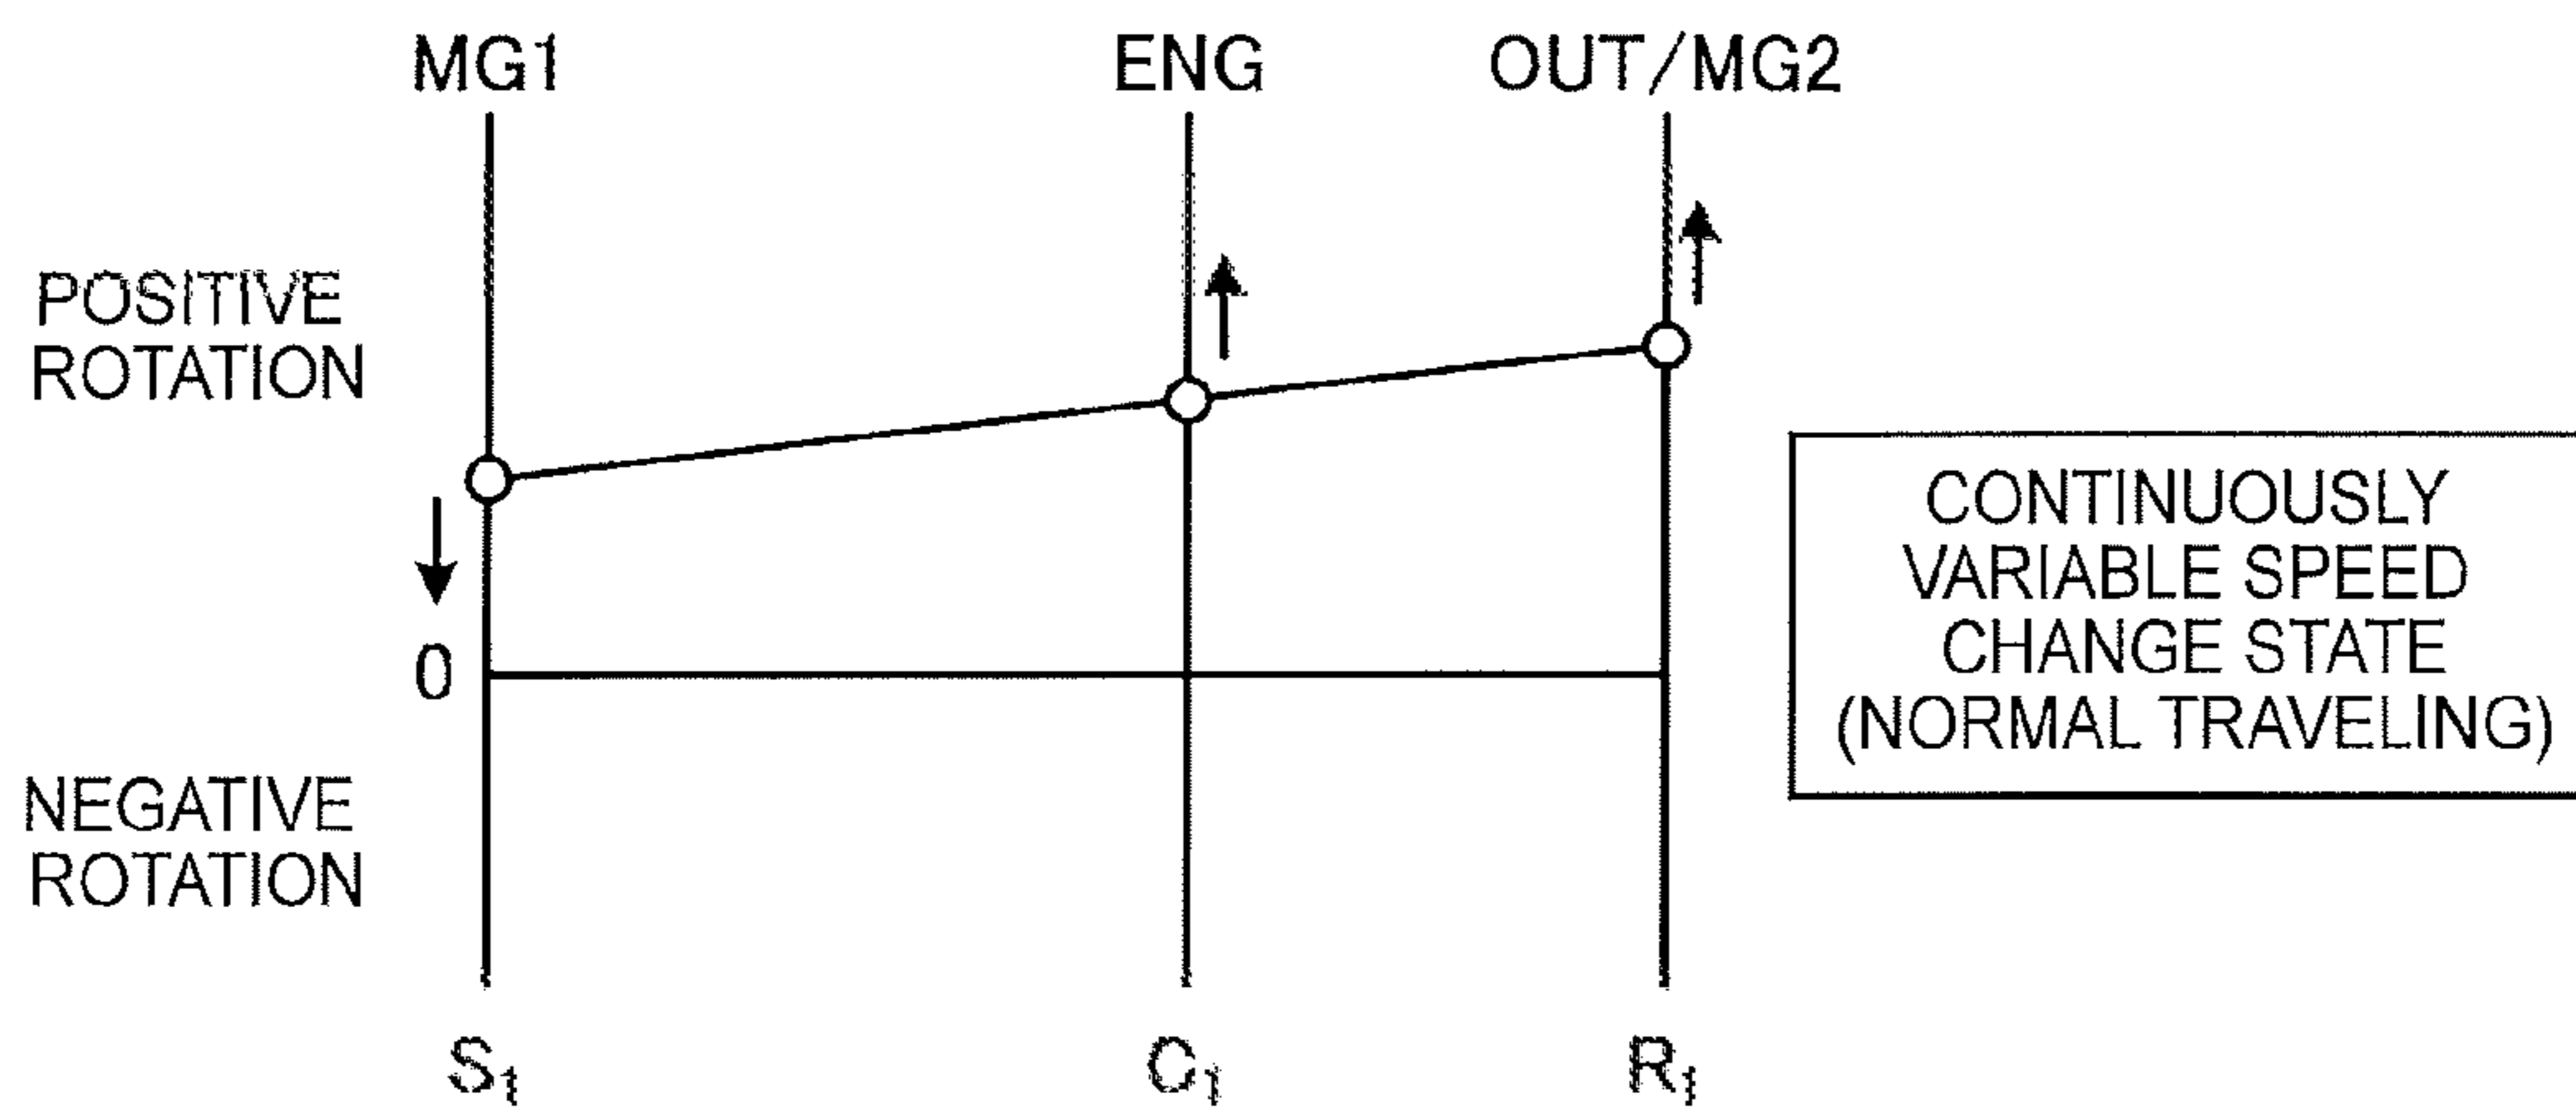 MG1 ENG OUT/MG2
POSITIVE
ROTATION
0
NEGATIVE
ROTATION
CONTINUOUSLY
VARIABLE SPEED
CHANGE STATE
(NORMAL TRAVELING)
S1 C1 R1